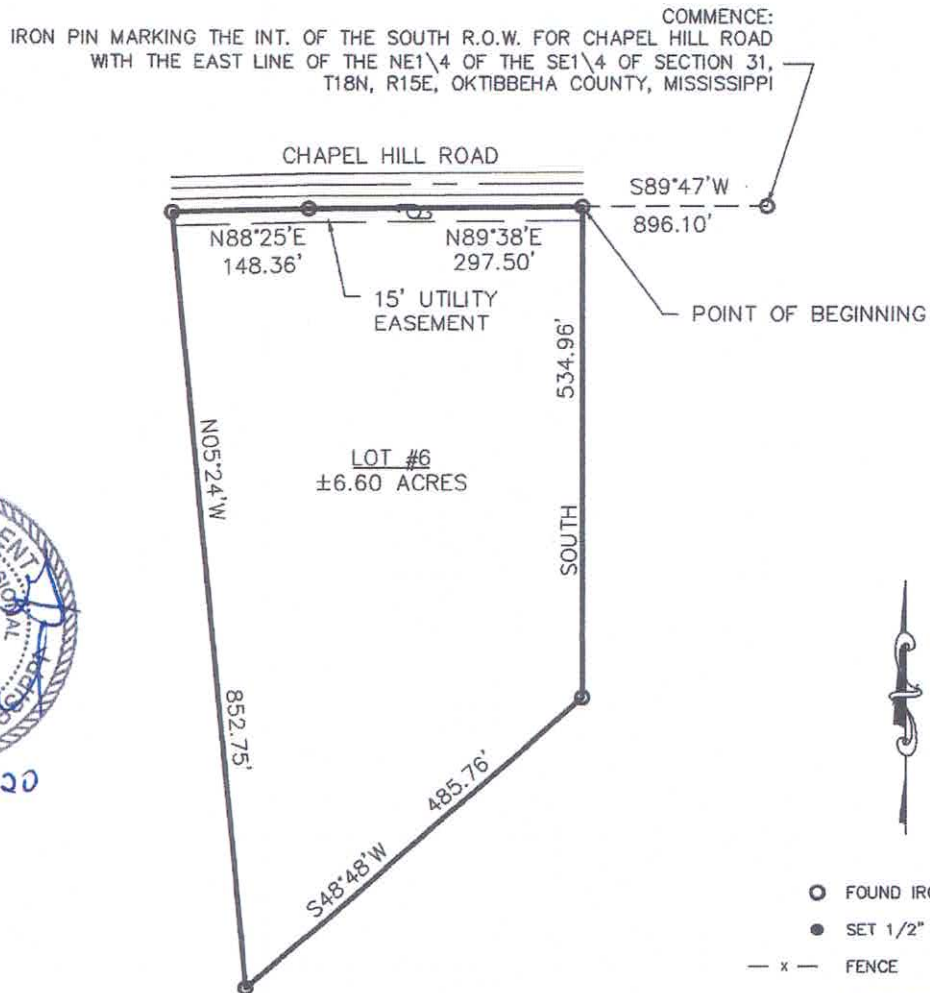 COMMENCE:
IRON PIN MARKING THE INT. OF THE SOUTH R.O.W. FOR CHAPEL HILL ROAD
WITH THE EAST LINE OF THE NE1\4 OF THE SE1\4 OF SECTION 31,
T18N, R15E, OKTIBBEHA COUNTY, MISSISSIPPI
CHAPEL HILL ROAD
S89°47'W
896.10'
N88°25'E
148.36'
N89°38'E
297.50'
15' UTILITY
EASEMENT
POINT OF BEGINNING
534.96'
SOUTH
N05°24'W
852.75'
LOT #6
±6.60 ACRES
485.76'
S48°48'W
20
FOUND
SET 1/2"
— x — FENCE